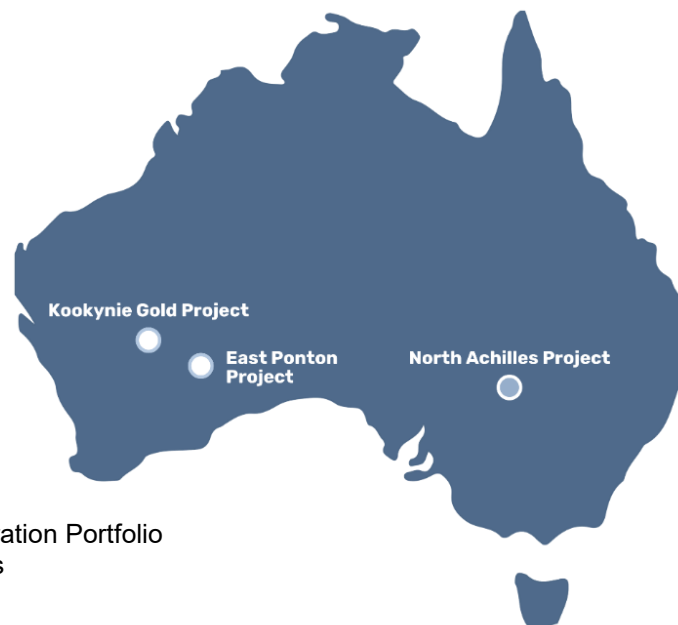 Kookynie Gold Project
East Ponton
Project
North Achilles Project
ation Portfolio
s